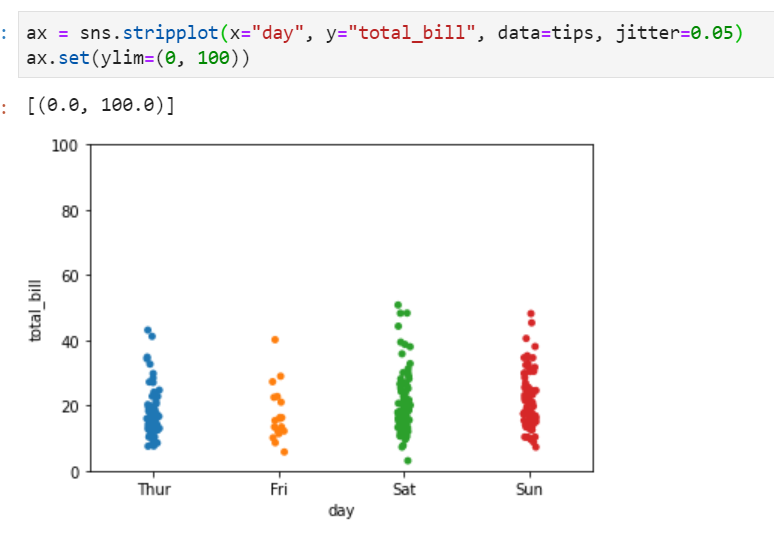 : ax = sns.stripplot(x="day", y="total_bill", data=tips, jitter=0.05)
ax.set(ylim=(0, 100))
: [(0.0, 100.0)]
100
80
60
40
20
0
total_bill
Thur Fri Sat Sun
day